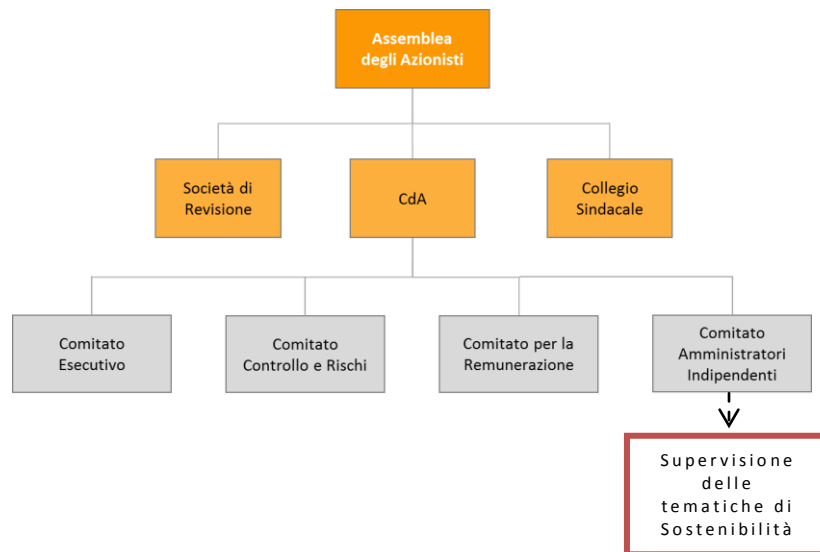 Assemblea
degli Azionisti
Società di
Revisione
CdA
Collegio
Sindacale
Comitato
Esecutivo
Comitato
Controllo e Rischi
Comitato per la
Remunerazione
Comitato
Amministratori
Indipendenti
Supervisione
delle
tematiche di
Sostenibilità